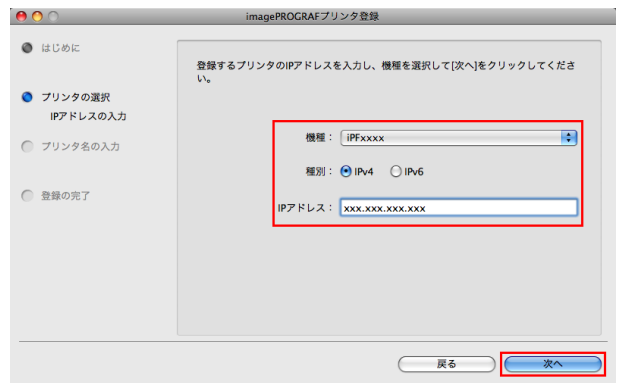 imagePROGRAFプリンタ登録
はじめに
プリンタの選択
IPアドレスの入力
プリンタ名の入力
登録の完了
登録するプリンタのIPアドレスを入力し、機種を選択して[次へ]をクリックしてくださ
い。
機種： iPFxxxx
種別： IPv4 IPv6
IPアドレス： xxx.xxx.xxx.xxx
戻る 次へ